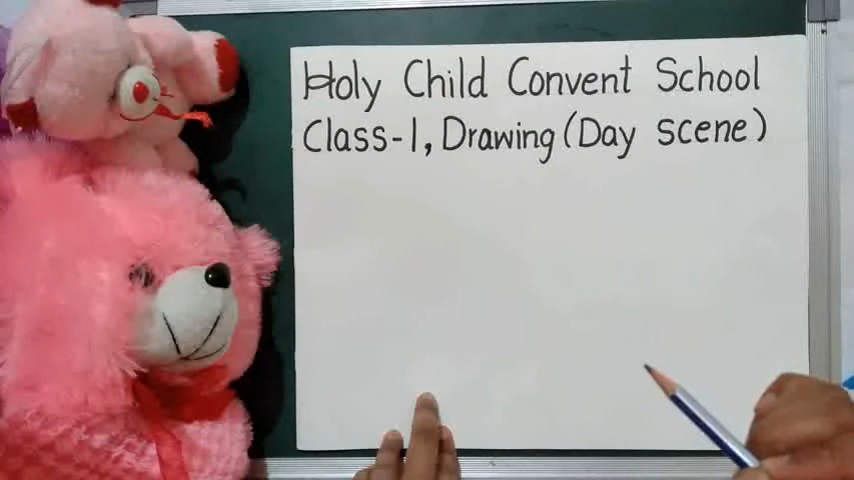 Holy Child Convent School
Class-1, Drawing (Day scene)